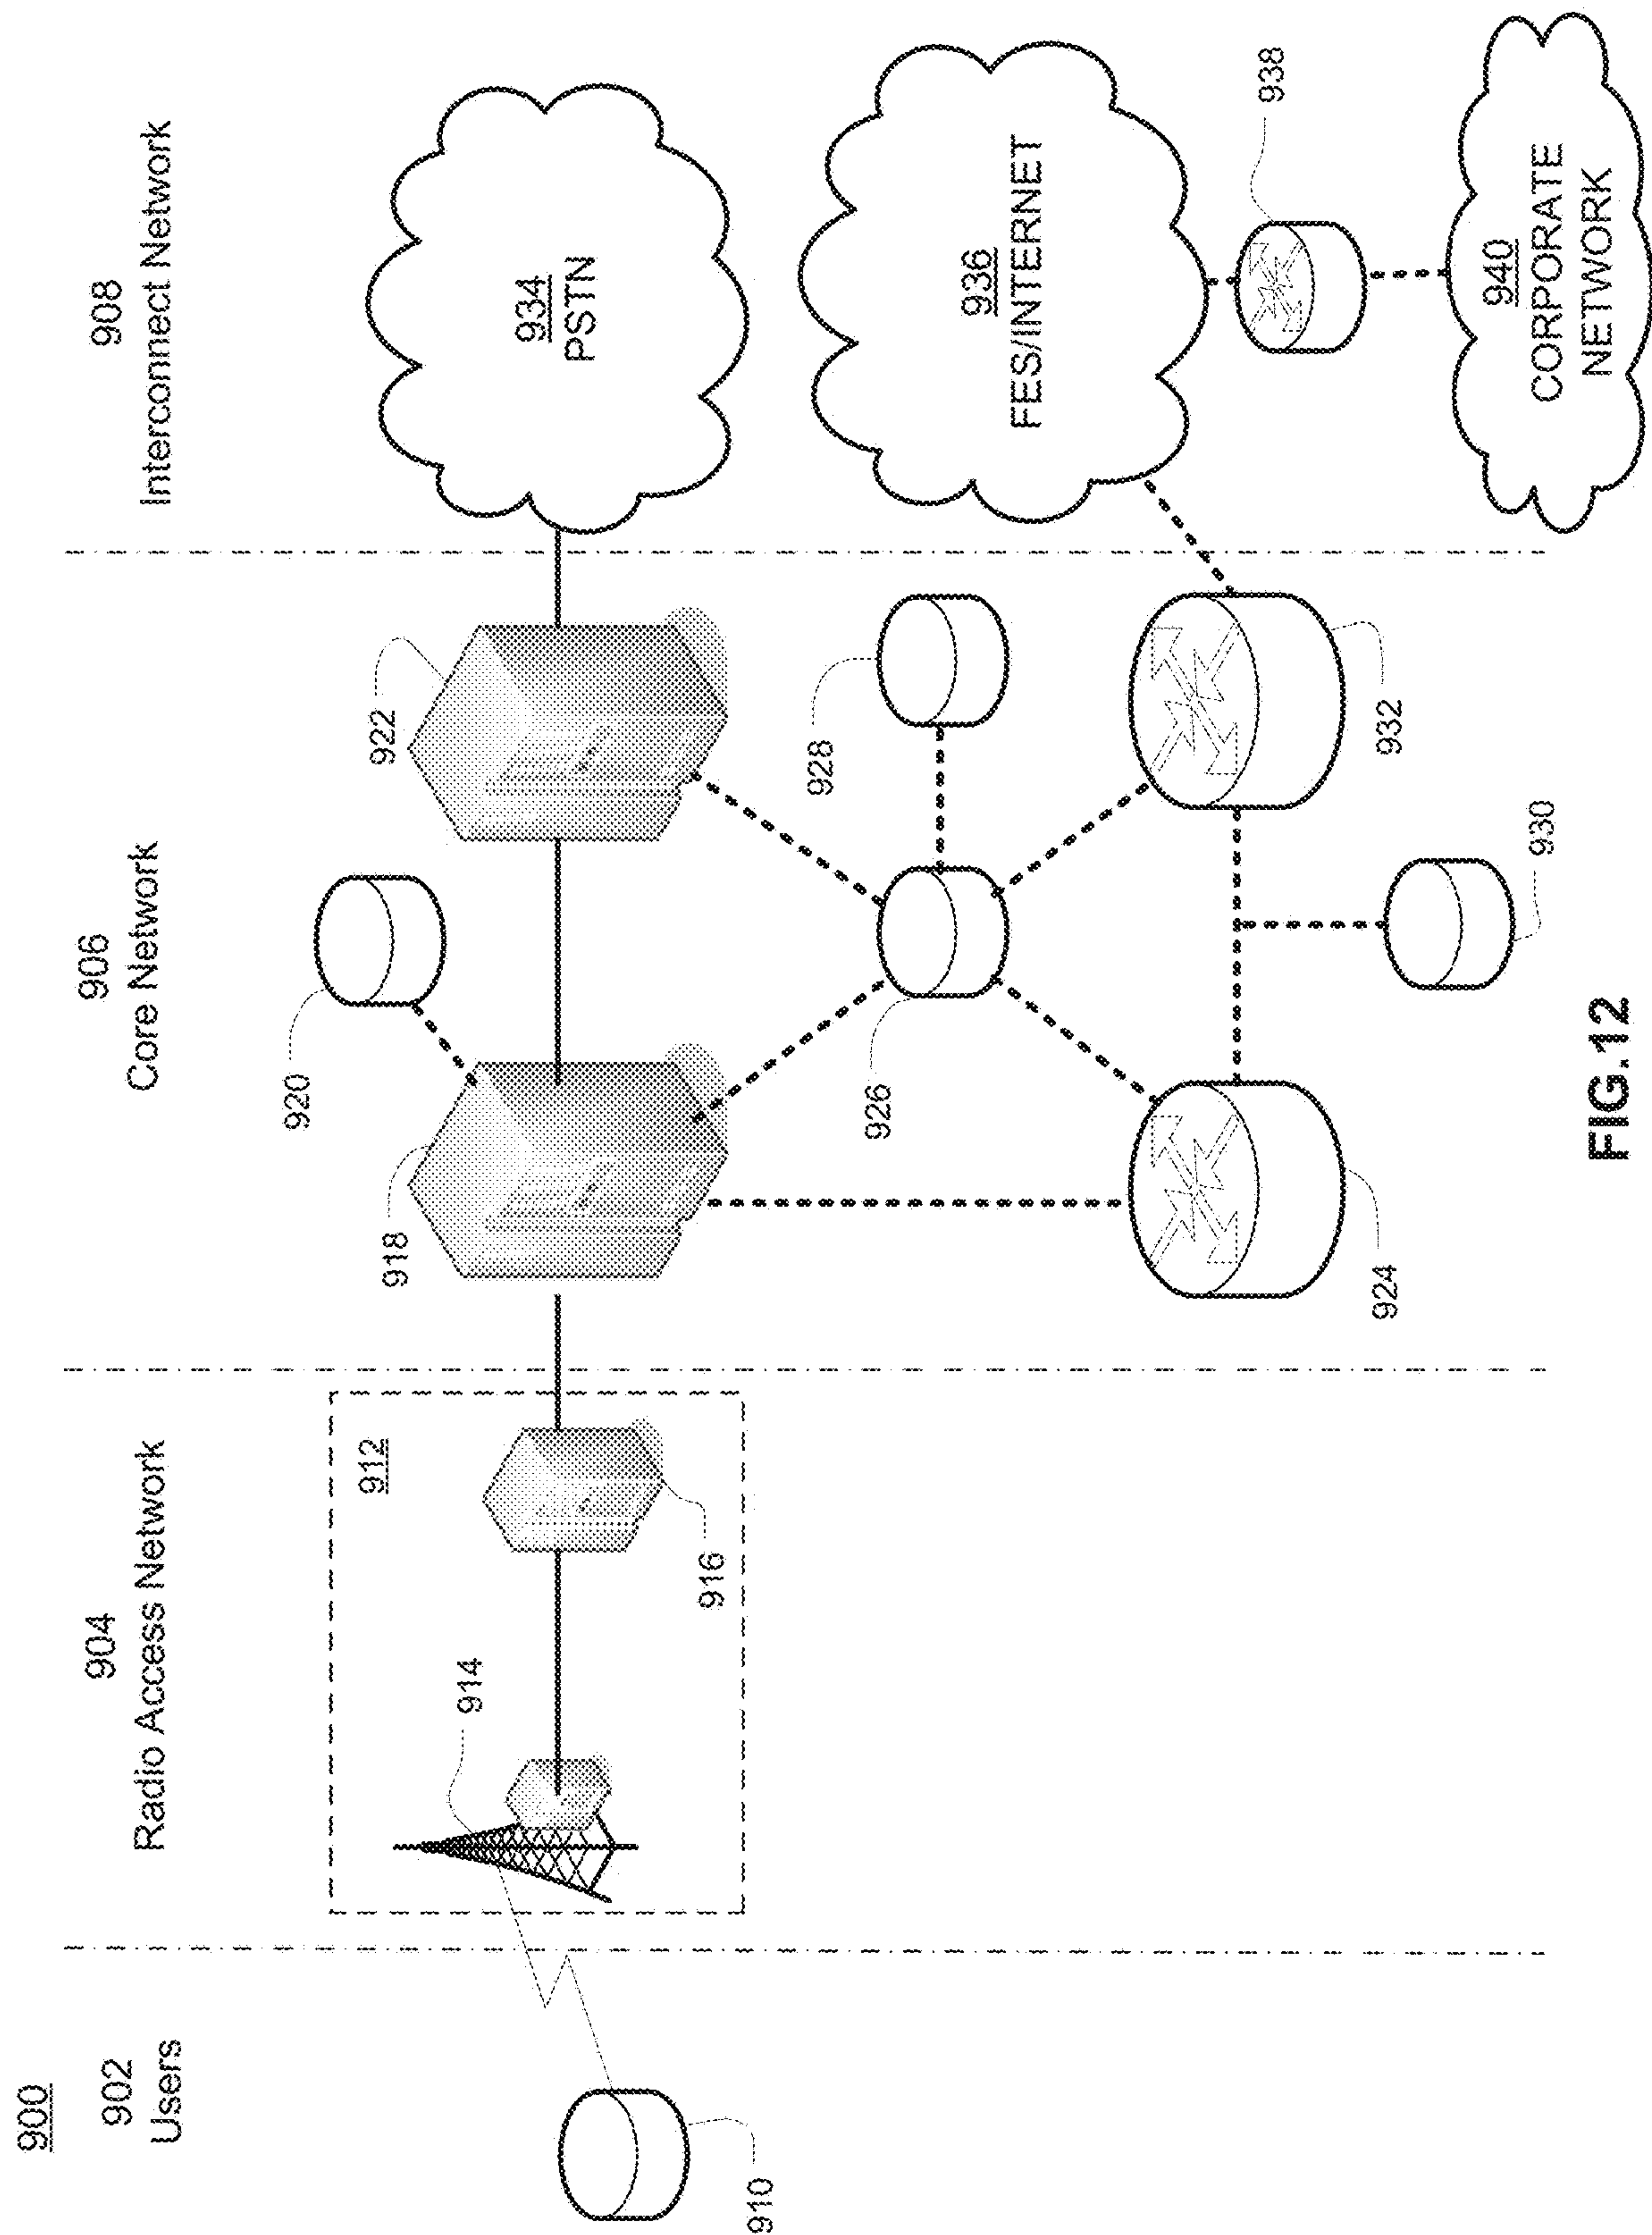 900
902
Users
904
Radio Access Network
906
Core Network
908
Interconnect Network
910
912
914
916
918
920
922
924
926
928
930
932
934
PSTN
936
FES/INTERNET
938
940
CORPORATE
NETWORK
FIG.12